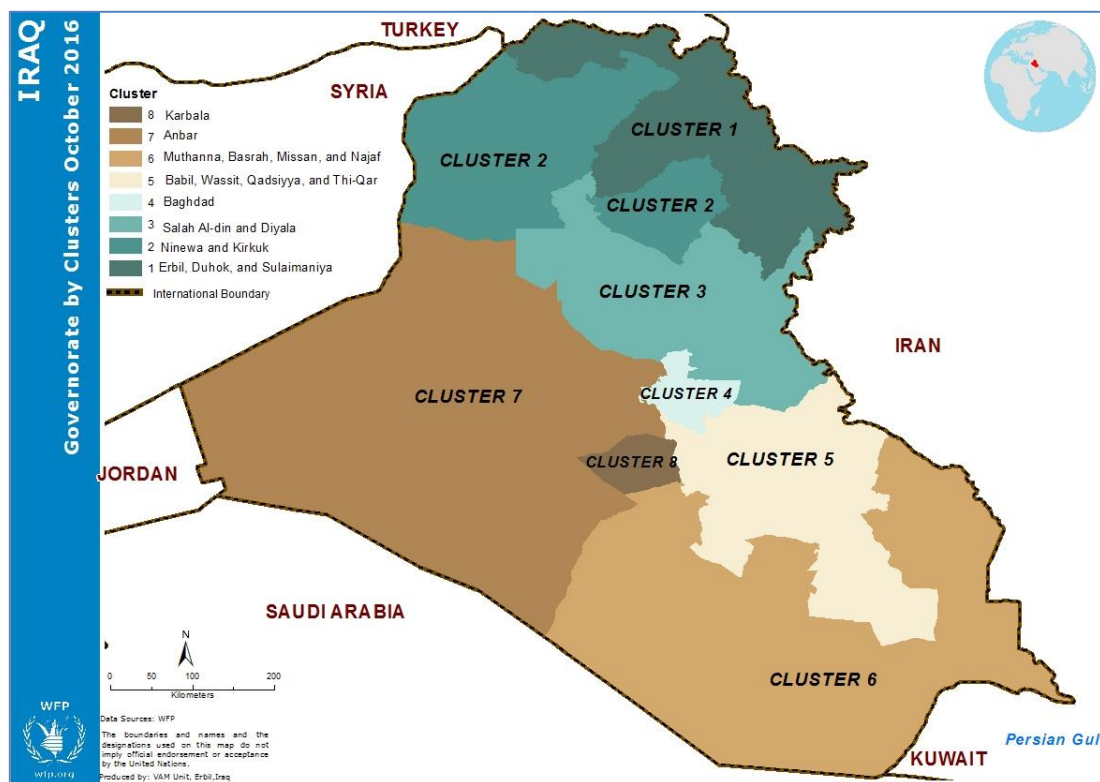 IRAQ
Governorate by Clusters October 2016
TURKEY
SYRIA
Cluster
8 Karbala
7 Anbar
6 Muthanna, Basrah, Missan, and Najaf
5 Babil, Wassit, Qadsiyya, and Thi-Qar
4 Baghdad
3 Salah Al-din and Diyala
2 Ninewa and Kirkuk
1 Erbil, Duhok, and Sulaimaniya
International Boundary
CLUSTER 1
CLUSTER 2
CLUSTER 2
CLUSTER 3
IRAN
CLUSTER 7
CLUSTER 4
CLUSTER 8
CLUSTER 5
JORDAN
SAUDI ARABIA
CLUSTER 6
KUWAIT
Persian Gul
N
0 50 100 200
Kilometers
WFP
wfp.org
Data Sources: WFP
The boundaries and names and the
designations used on this map do not
imply official endorsement or acceptance
by the United Nations.
Produced by: VAM Unit, Erbil,Iraq